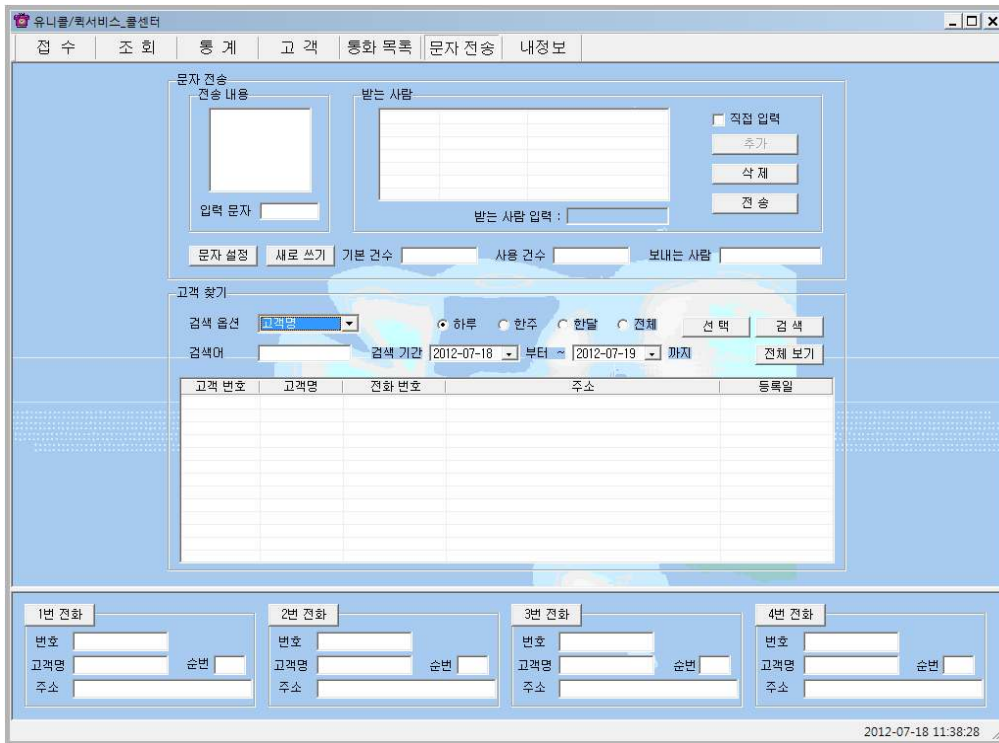 유니콜/퀵서비스_콜센터
접 수 조 회 통 계 고 객 통화 목록 문자 전송 내정보
문자 전송
전송 내용 받는 사람
직접 입력
추가
삭 제
입력 문자 전 송
받는 사람 입력 :
문자 설정 새로 쓰기 기본 건수 사용 건수 보내는 사람
고객 찾기
검색 옵션 고객명 하루 한주 한달 전체 선 택 검 색
검색어 검색 기간 2012-07-18 부터 ~ 2012-07-19 까지 전체 보기
고객 번호 고객명 전화 번호 주소 등록일
1번 전화 2번 전화 3번 전화 4번 전화
번호 번호 번호 번호
고객명 순번 고객명 순번 고객명 순번 고객명 순번
주소 주소 주소 주소
2012-07-18 11:38:28